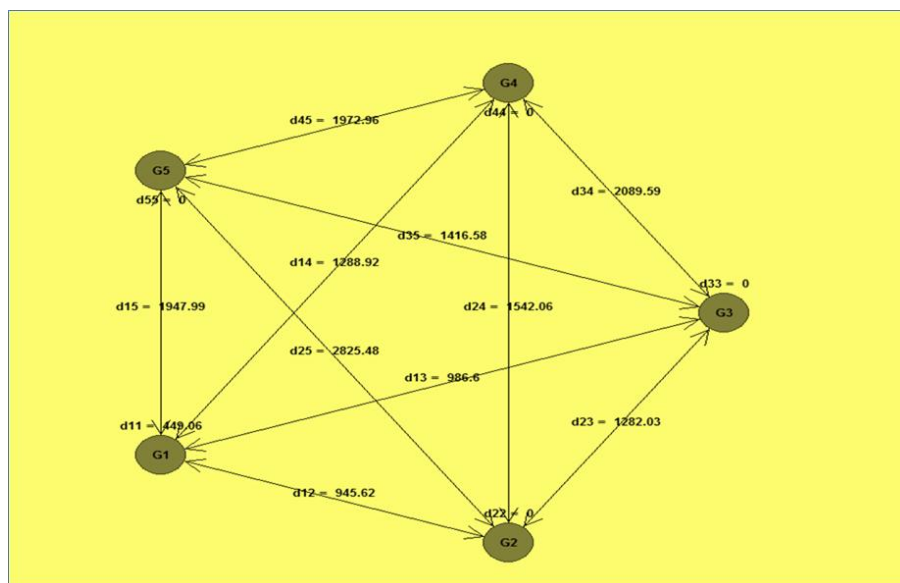 G4
d44 = 0
d45 = 1972.96
G5
d55 = 0
d34 = 2089.59
d35 = 1416.58
d14 = 1288.92
d33 = 0
G3
d15 = 1947.99
d24 = 1542.06
d25 = 2825.48
d13 = 986.6
d11 = 449.06
d23 = 1282.03
G1
d12 = 945.62
d22 = 0
G2